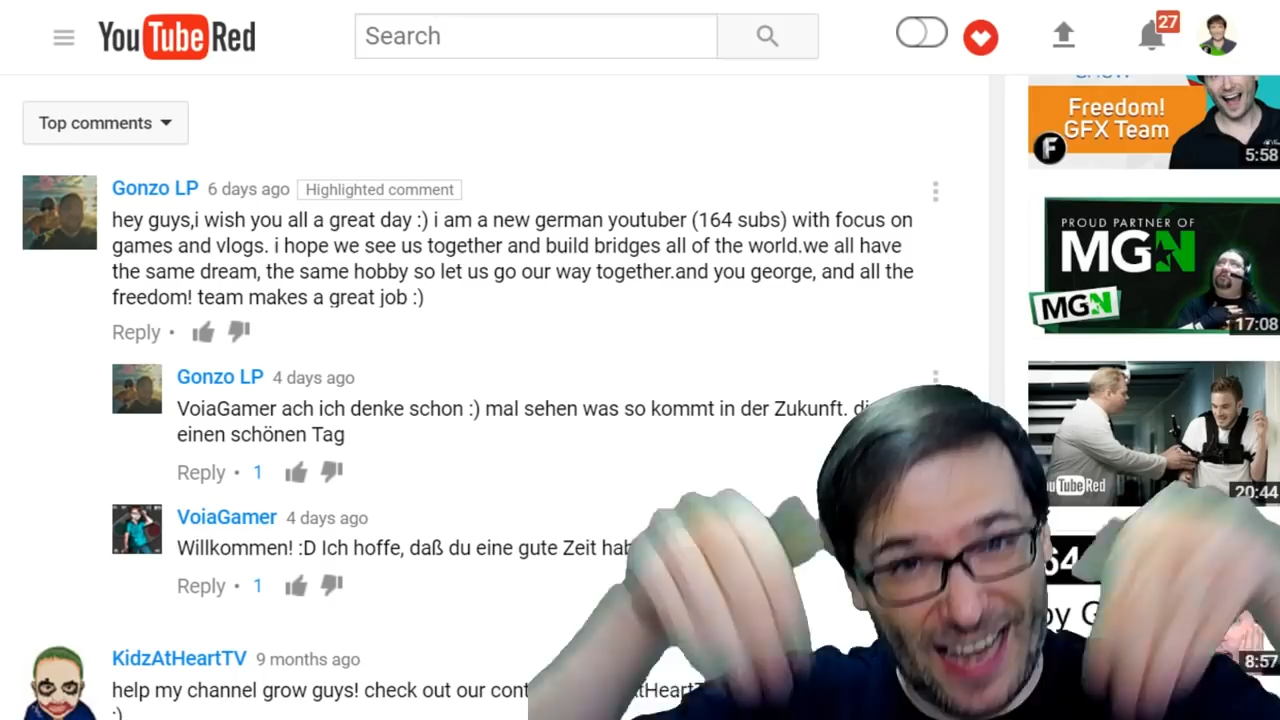 YouTube Red
Search
27
Top comments
Freedom!
GFX Team
F
5:58
Gonzo LP 6 days ago Highlighted comment
hey guys,i wish you all a great day :) i am a new german youtuber (164 subs) with focus on
games and vlogs. i hope we see us together and build bridges all of the world.we all have
the same dream, the same hobby so let us go our way together.and you george, and all the
freedom! team makes a great job :)
Reply •
PROUD PARTNER OF
MGN
MGN
17:08
Gonzo LP 4 days ago
VoiaGamer ach ich denke schon :) mal sehen was so kommt in der Zukunft.
einen schönen Tag
Reply • 1
uTubeRed
20:44
VoiaGamer 4 days ago
Willkommen! :D Ich hoffe, daß du eine gute Zeit
Reply • 1
64
8:57
KidzAtHeartTV 9 months ago
help my channel grow guys! check out our
:)